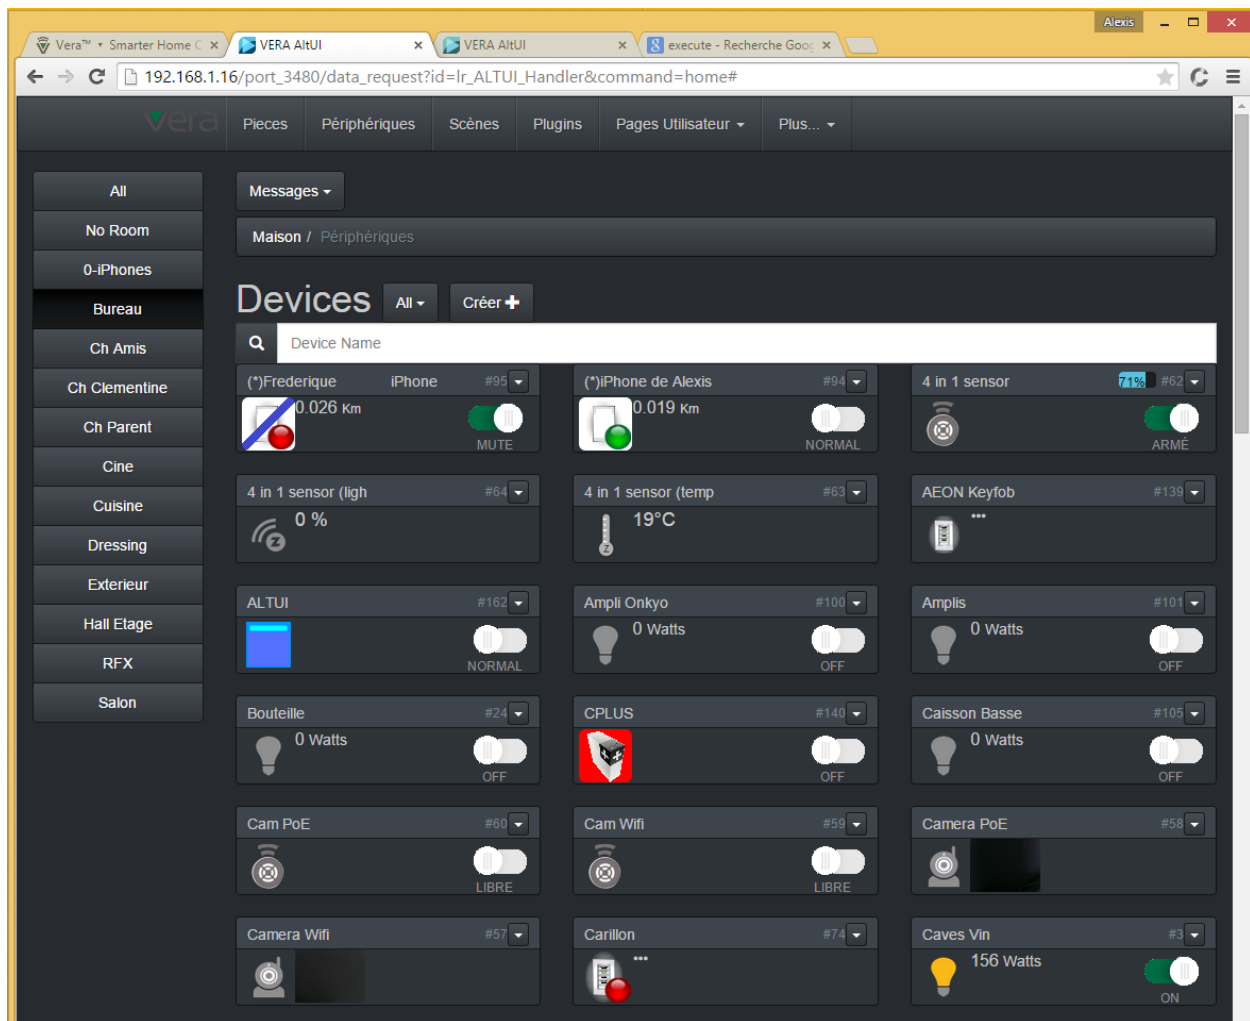 Alexis
Vera™ • Smarter Home C
VERA AltUI
VERA AltUI
execute - Recherche Goog
192.168.1.16/port_3480/data_request?id=lr_ALTUI_Handler&command=home#
vera
Pieces
Périphériques
Scènes
Plugins
Pages Utilisateur
Plus...
All
No Room
0-iPhones
Bureau
Ch Amis
Ch Clementine
Ch Parent
Cine
Cuisine
Dressing
Exterieur
Hall Etage
RFX
Salon
Messages
Maison / Périphériques
Devices
All
Créer
Device Name
(*)Frederique iPhone #95
0.026 Km
MUTE
(*)iPhone de Alexis #94
0.019 Km
NORMAL
4 in 1 sensor 71% #62
ARMÉ
4 in 1 sensor (ligh #64
0 %
4 in 1 sensor (temp #63
19°C
AEON Keyfob #139
•••
ALTUI #162
NORMAL
Ampli Onkyo #100
0 Watts
OFF
Amplis #101
0 Watts
OFF
Bouteille #24
0 Watts
OFF
CPLUS #140
OFF
Caisson Basse #105
0 Watts
OFF
Cam PoE #60
LIBRE
Cam Wifi #59
LIBRE
Camera PoE #58
Camera Wifi #57
Carillon #74
•••
Caves Vin #3
156 Watts
ON